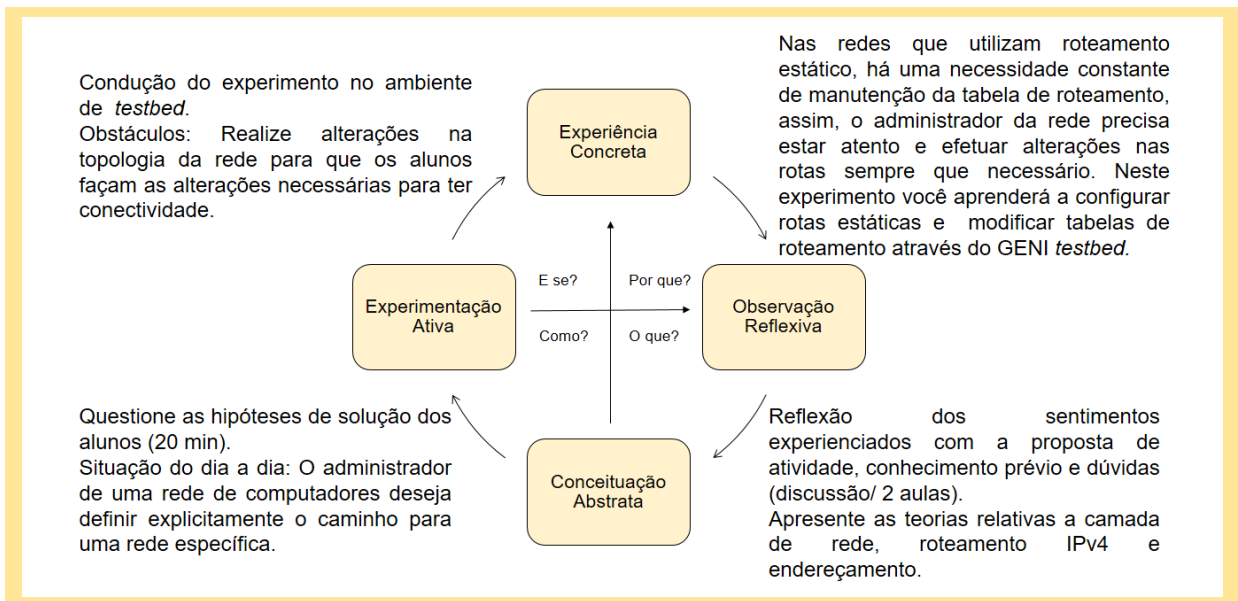 Condução do experimento no ambiente
de testbed.
Obstáculos: Realize alterações na
topologia da rede para que os alunos
façam as alterações necessárias para ter
conectividade.
Experiência
Concreta
Nas redes que utilizam roteamento
estático, há uma necessidade constante
de manutenção da tabela de roteamento,
assim, o administrador da rede precisa
estar atento e efetuar alterações nas
rotas sempre que necessário. Neste
experimento você aprenderá a configurar
rotas estáticas e modificar tabelas de
roteamento através do GENI testbed.
Experimentação
Ativa
E se?
Por que?
Como?
O que?
Observação
Reflexiva
Questione as hipóteses de solução dos
alunos (20 min).
Situação do dia a dia: O administrador
de uma rede de computadores deseja
definir explicitamente o caminho para
uma rede específica.
Conceituação
Abstrata
Reflexão dos sentimentos
experienciados com a proposta de
atividade, conhecimento prévio e dúvidas
(discussão/ 2 aulas).
Apresente as teorias relativas a camada
de rede, roteamento IPv4 e
endereçamento.